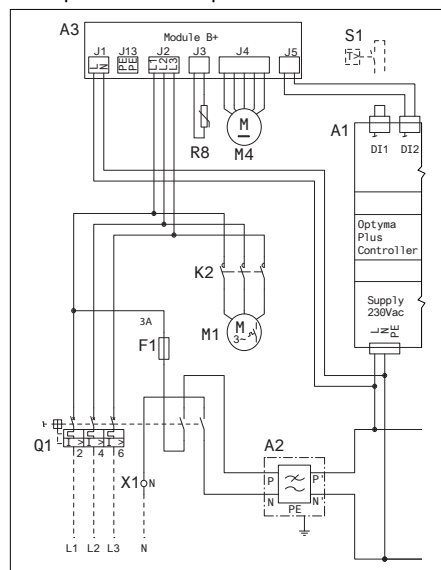 A3
Module B+
J1
J13
J2
J3
J4
J5
L
N
PE
PE
L1
L2
L3
S1
T>
R8
M
M4
A1
DI1
DI2
Optyma
Plus
Controller
K2
Supply
230Vac
L
N
PE
3A
F1
M1
M
3~
A2
Q1
I>
I>
I>
2
4
6
X1
N
P
P'
N
N'
PE
L1
L2
L3
N